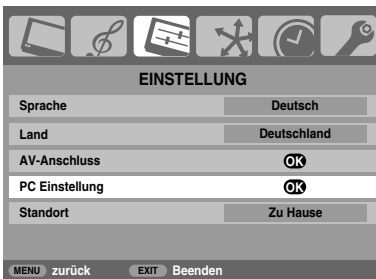 EINSTELLUNG
Sprache Deutsch
Land Deutschland
AV-Anschluss OK
PC Einstellung OK
Standort Zu Hause
MENU zurück EXIT Beenden